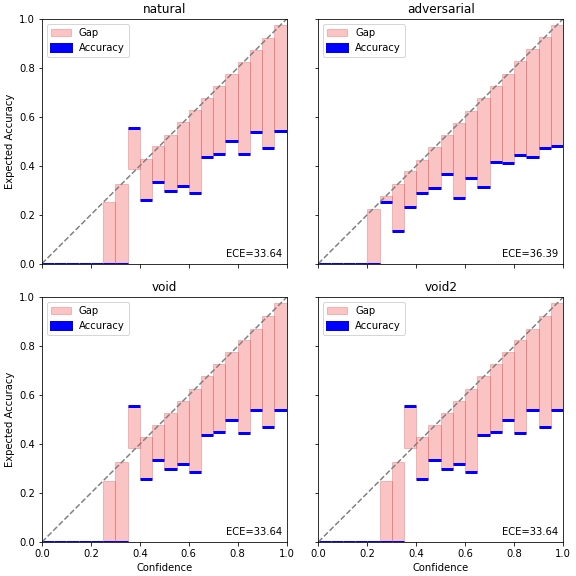 natural
adversarial
1.0
0.8
0.6
0.4
0.2
0.0
Expected Accuracy
Gap
Accuracy
ECE=33.64
Gap
Accuracy
ECE=36.39
void
void2
1.0
0.8
0.6
0.4
0.2
0.0
Expected Accuracy
Gap
Accuracy
ECE=33.64
Gap
Accuracy
ECE=33.64
0.0 0.2 0.4 0.6 0.8 1.0
Confidence
0.0 0.2 0.4 0.6 0.8 1.0
Confidence